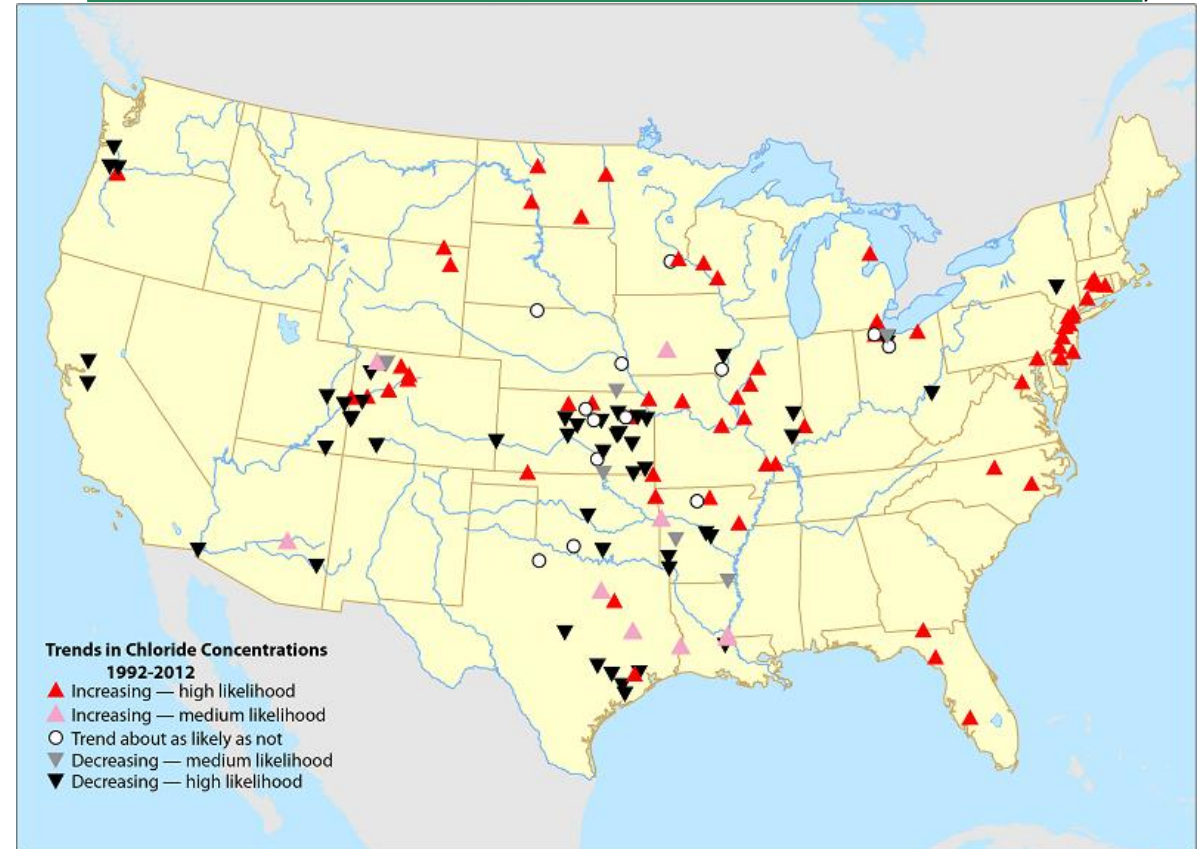 Trends in Chloride Concentrations
1992-2012
Increasing — high likelihood
Increasing — medium likelihood
Trend about as likely as not
Decreasing — medium likelihood
Decreasing — high likelihood